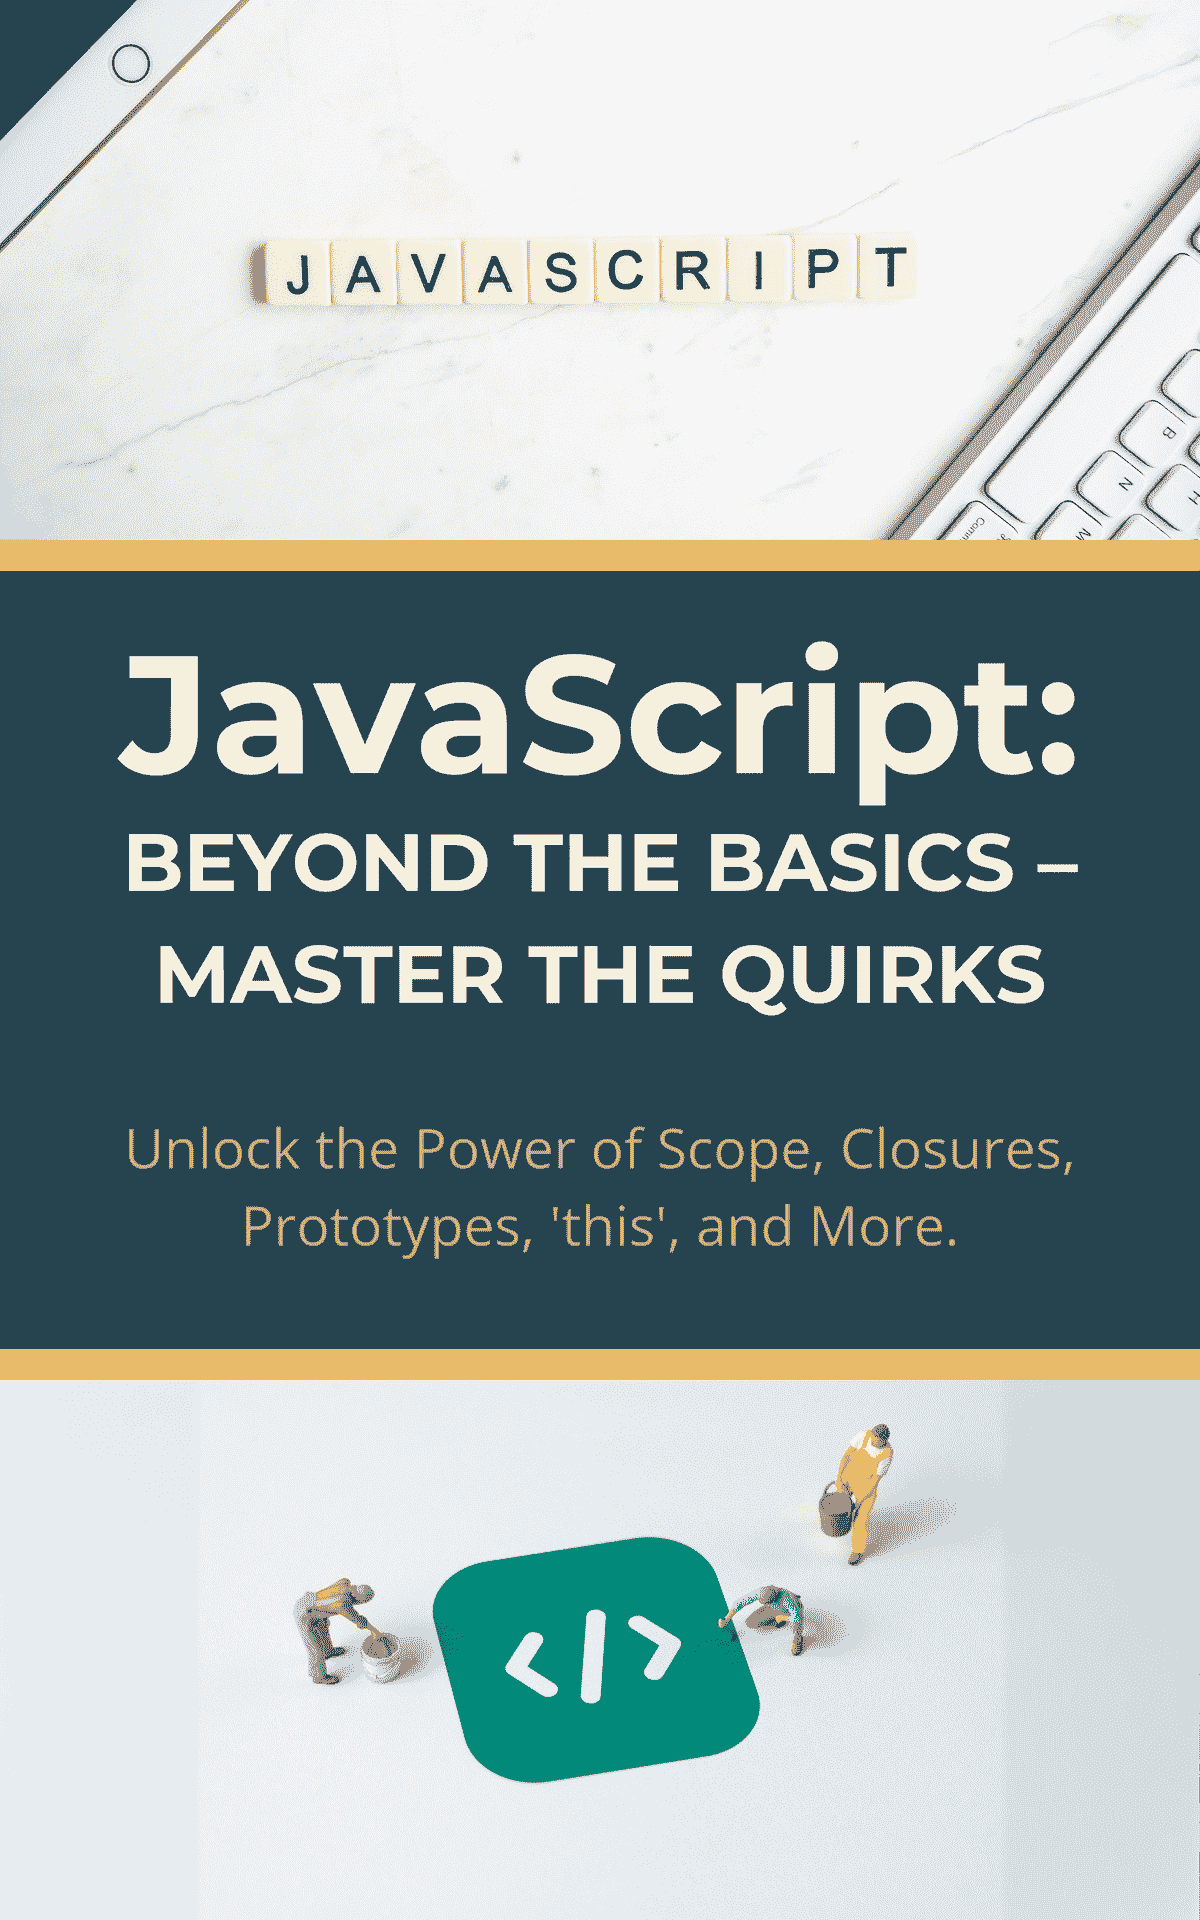 JAVASCRIPT
B
N
H
M
JavaScript:
BEYOND THE BASICS –
MASTER THE QUIRKS
Unlock the Power of Scope, Closures,
Prototypes, 'this', and More.
</>